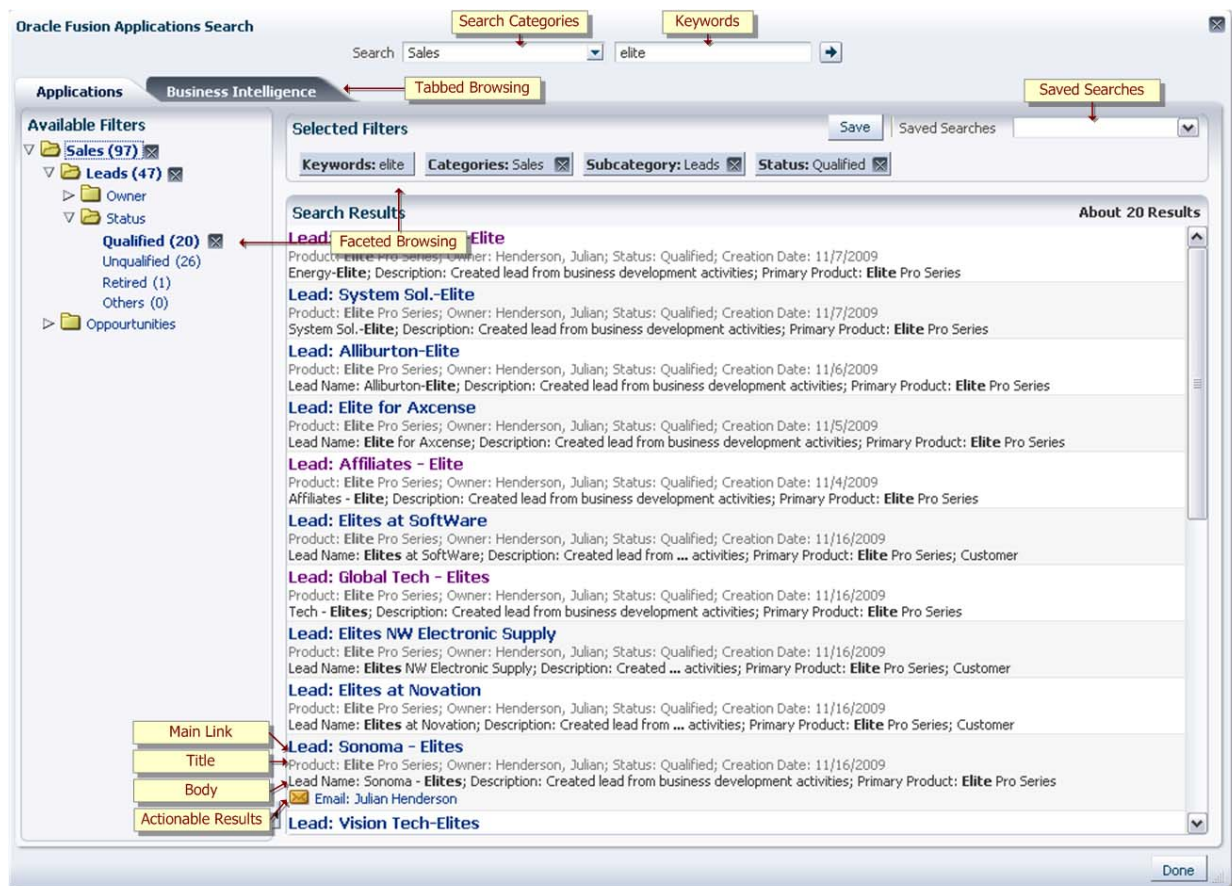 Oracle Fusion Applications Search
Search Categories
Keywords
Search Sales elite
Applications
Business Intelligence
Tabbed Browsing
Saved Searches
Available Filters
Sales (97)
Leads (47)
Owner
Status
Qualified (20)
Unqualified (26)
Retired (1)
Others (0)
Oppourtunities
Selected Filters
Save
Saved Searches
Keywords: elite
Categories: Sales
Subcategory: Leads
Status: Qualified
Faceted Browsing
Search Results
About 20 Results
Lead: -Elite
Product: Elite Pro Series; Owner: Henderson, Julian; Status: Qualified; Creation Date: 11/7/2009
Energy-Elite; Description: Created lead from business development activities; Primary Product: Elite Pro Series
Lead: System Sol.-Elite
Product: Elite Pro Series; Owner: Henderson, Julian; Status: Qualified; Creation Date: 11/7/2009
System Sol.-Elite; Description: Created lead from business development activities; Primary Product: Elite Pro Series
Lead: Alliburton-Elite
Product: Elite Pro Series; Owner: Henderson, Julian; Status: Qualified; Creation Date: 11/6/2009
Lead Name: Alliburton-Elite; Description: Created lead from business development activities; Primary Product: Elite Pro Series
Lead: Elite for Axcense
Product: Elite Pro Series; Owner: Henderson, Julian; Status: Qualified; Creation Date: 11/5/2009
Lead Name: Elite for Axcense; Description: Created lead from business development activities; Primary Product: Elite Pro Series
Lead: Affiliates - Elite
Product: Elite Pro Series; Owner: Henderson, Julian; Status: Qualified; Creation Date: 11/4/2009
Affiliates - Elite; Description: Created lead from business development activities; Primary Product: Elite Pro Series
Lead: Elites at SoftWare
Product: Elite Pro Series; Owner: Henderson, Julian; Status: Qualified; Creation Date: 11/16/2009
Lead Name: Elites at SoftWare; Description: Created lead from ... activities; Primary Product: Elite Pro Series; Customer
Lead: Global Tech - Elites
Product: Elite Pro Series; Owner: Henderson, Julian; Status: Qualified; Creation Date: 11/16/2009
Tech - Elites; Description: Created lead from business development activities; Primary Product: Elite Pro Series
Lead: Elites NW Electronic Supply
Product: Elite Pro Series; Owner: Henderson, Julian; Status: Qualified; Creation Date: 11/16/2009
Lead Name: Elites NW Electronic Supply; Description: Created ... activities; Primary Product: Elite Pro Series; Customer
Lead: Elites at Novation
Product: Elite Pro Series; Owner: Henderson, Julian; Status: Qualified; Creation Date: 11/16/2009
Lead Name: Elites at Novation; Description: Created lead from ... activities; Primary Product: Elite Pro Series; Customer
Main Link
Lead: Sonoma - Elites
Title
Product: Elite Pro Series; Owner: Henderson, Julian; Status: Qualified; Creation Date: 11/16/2009
Body
Lead Name: Sonoma - Elites; Description: Created lead from business development activities; Primary Product: Elite Pro Series
Actionable Results
Email: Julian Henderson
Lead: Vision Tech-Elites
Done